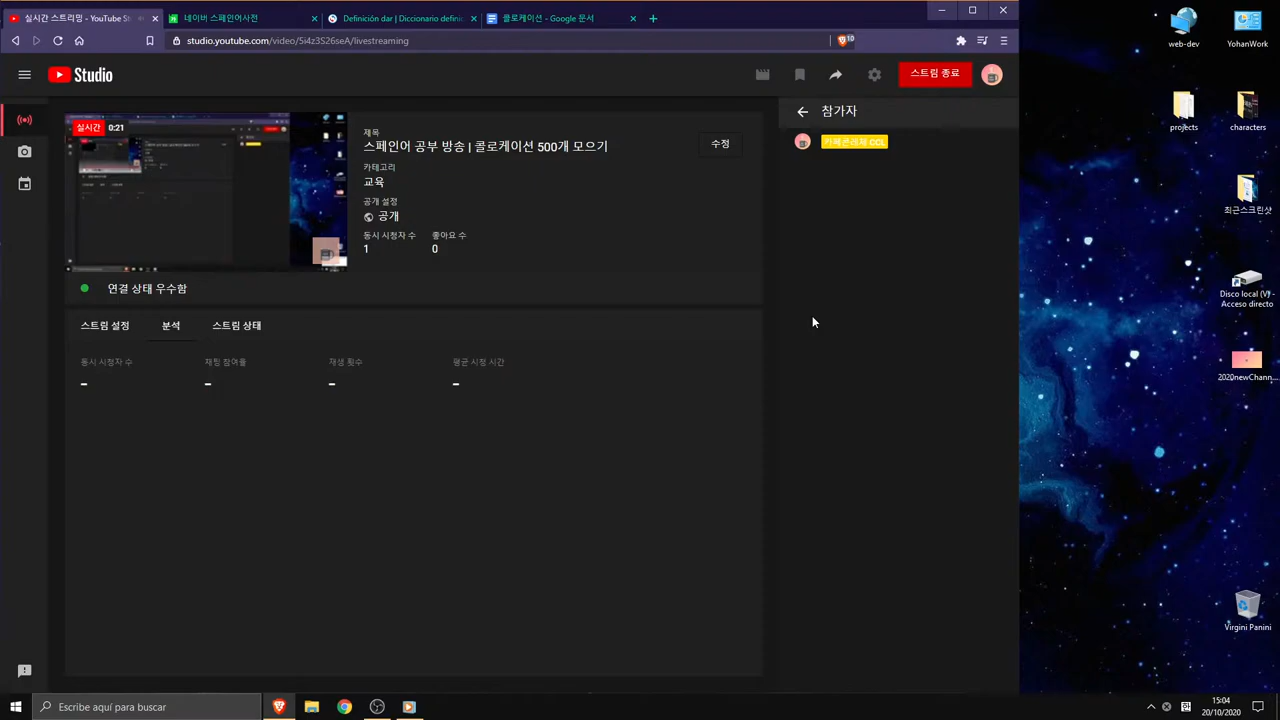 실시간 스트리밍 - YouTube St
네이버 스페인어사전
Definición dar | Diccionario definic
콜로케이션 - Google 문서
studio.youtube.com/video/5i4z3S26seA/livestreaming
10
Studio
스트림 종료
실시간 0:21
제목
스페인어 공부 방송 | 콜로케이션 500개 모으기
수정
카테고리
교육
공개 설정
공개
동시 시청자 수 좋아요 수
1 0
연결 상태 우수함
스트림 설정 분석 스트림 상태
동시 시청자 수 채팅 참여율 재생 횟수 평균 시청 시간
– – – –
참가자
web-dev
YohanWork
projects
characters
최근스크린샷
Disco local (V) -
Acceso directo
2020newChann...
Virgini Panini
Escribe aquí para buscar
15:04
20/10/2020